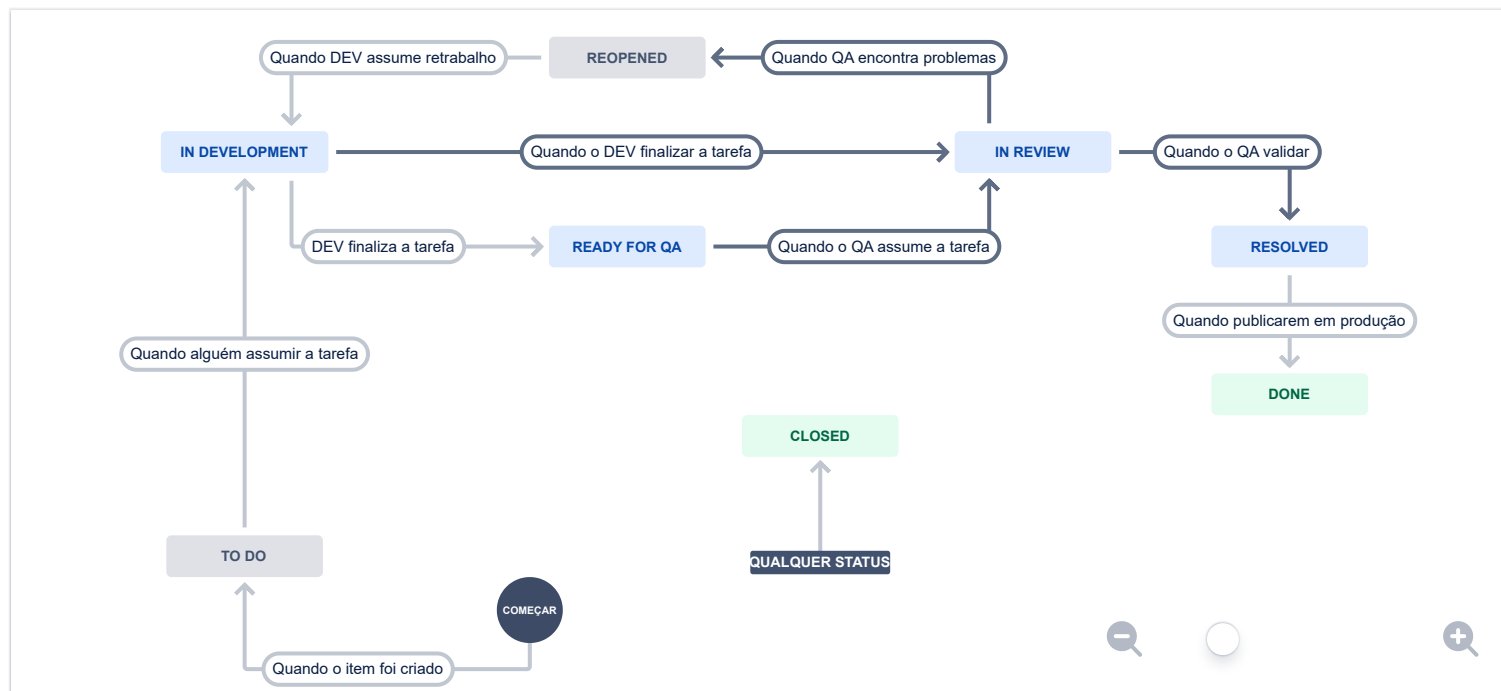 Quando DEV assume retrabalho
REOPENED
Quando QA encontra problemas
IN DEVELOPMENT
Quando o DEV finalizar a tarefa
IN REVIEW
Quando o QA validar
DEV finaliza a tarefa
READY FOR QA
Quando o QA assume a tarefa
RESOLVED
Quando publicarem em produção
Quando alguém assumir a tarefa
DONE
CLOSED
TO DO
QUALQUER STATUS
COMEÇAR
Quando o item foi criado